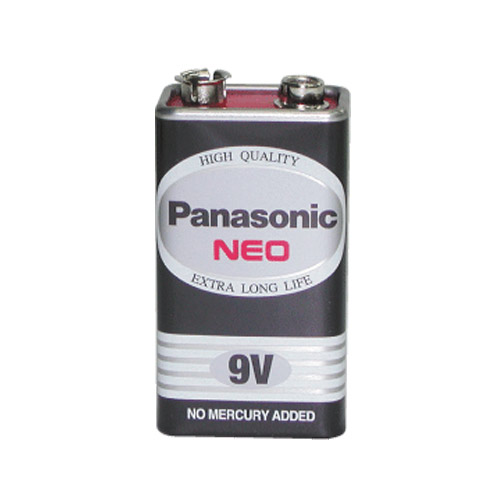 HIGH QUALITY
Panasonic
NEO
EXTRA LONG LIFE
9V
NO MERCURY ADDED